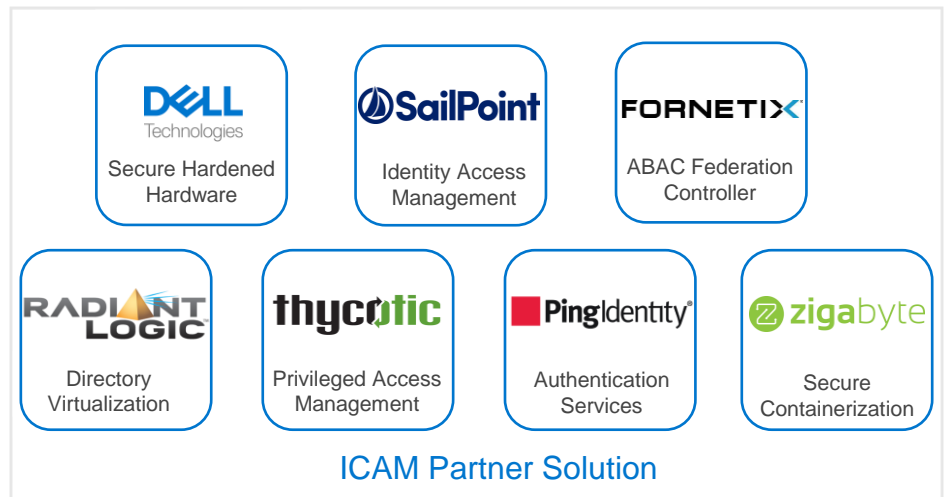 DELL
Technologies
Secure Hardened
Hardware
SailPoint
Identity Access
Management
FORNETIX
ABAC Federation
Controller
RADIANT
LOGIC™
Directory
Virtualization
thycotic
Privileged Access
Management
PingIdentity®
Authentication
Services
zigabyte
Secure
Containerization
ICAM Partner Solution